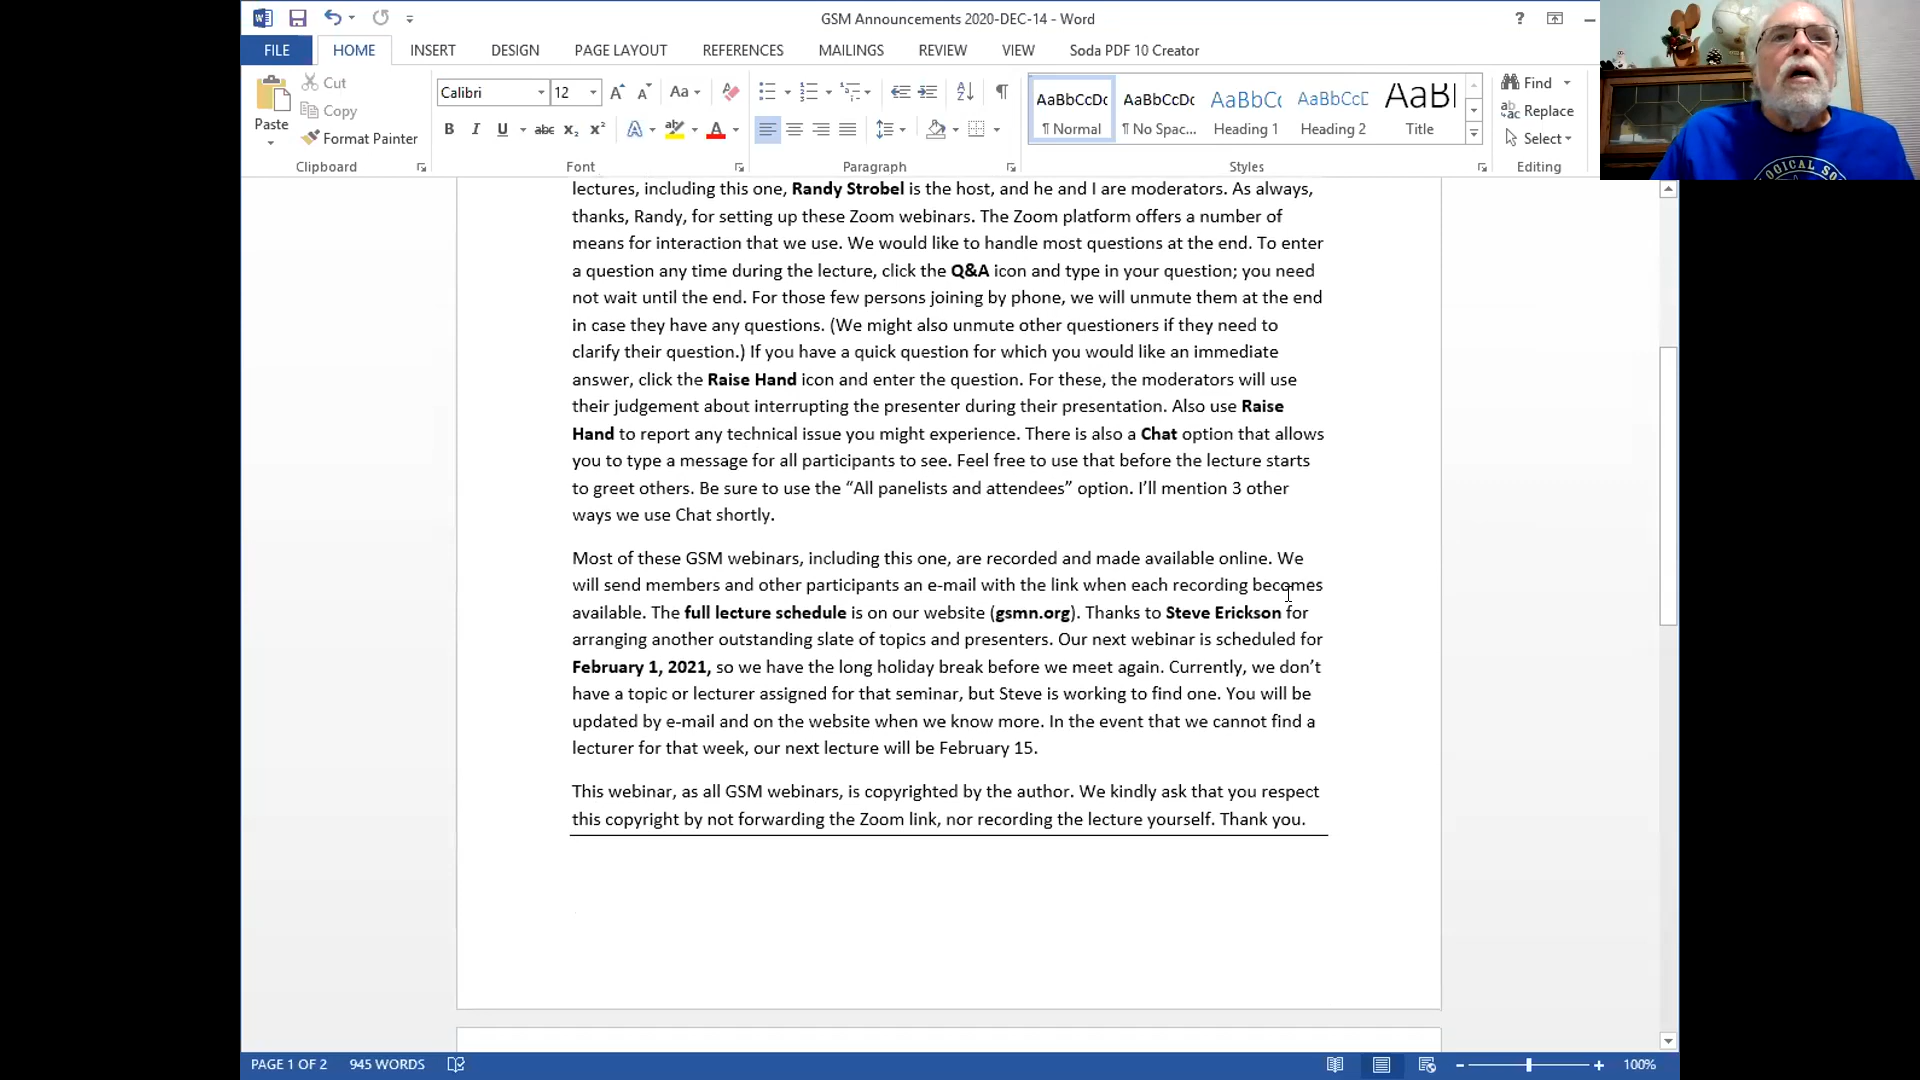 GSM Announcements 2020-DEC-14 - Word
?
FILE HOME INSERT DESIGN PAGE LAYOUT REFERENCES MAILINGS REVIEW VIEW Soda PDF 10 Creator
Paste
Cut
Copy
Format Painter
Clipboard
Calibri 12 Aa
B I U abc x₂ x² A A
Font
Paragraph
AaBbCcDc AaBbCcDc AaBbCc AaBbCcD AaBl
¶ Normal ¶ No Spac... Heading 1 Heading 2 Title
Styles
Find
Replace
Select
Editing
OGICAL SO
lectures, including this one, Randy Strobel is the host, and he and I are moderators. As always,
thanks, Randy, for setting up these Zoom webinars. The Zoom platform offers a number of
means for interaction that we use. We would like to handle most questions at the end. To enter
a question any time during the lecture, click the Q&A icon and type in your question; you need
not wait until the end. For those few persons joining by phone, we will unmute them at the end
in case they have any questions. (We might also unmute other questioners if they need to
clarify their question.) If you have a quick question for which you would like an immediate
answer, click the Raise Hand icon and enter the question. For these, the moderators will use
their judgement about interrupting the presenter during their presentation. Also use Raise
Hand to report any technical issue you might experience. There is also a Chat option that allows
you to type a message for all participants to see. Feel free to use that before the lecture starts
to greet others. Be sure to use the “All panelists and attendees” option. I’ll mention 3 other
ways we use Chat shortly.
Most of these GSM webinars, including this one, are recorded and made available online. We
will send members and other participants an e-mail with the link when each recording becomes
available. The full lecture schedule is on our website (gsmn.org). Thanks to Steve Erickson for
arranging another outstanding slate of topics and presenters. Our next webinar is scheduled for
February 1, 2021, so we have the long holiday break before we meet again. Currently, we don’t
have a topic or lecturer assigned for that seminar, but Steve is working to find one. You will be
updated by e-mail and on the website when we know more. In the event that we cannot find a
lecturer for that week, our next lecture will be February 15.
This webinar, as all GSM webinars, is copyrighted by the author. We kindly ask that you respect
this copyright by not forwarding the Zoom link, nor recording the lecture yourself. Thank you.
PAGE 1 OF 2 945 WORDS 100%